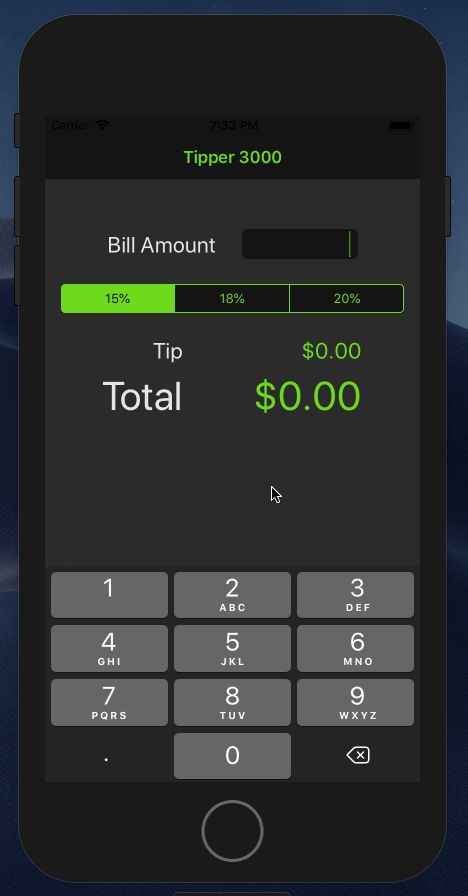 Carrier 7:33 PM
Tipper 3000
Bill Amount
15% 18% 20%
Tip $0.00
Total $0.00
1 2 3
ABC DEF
4 5 6
GHI JKL MNO
7 8 9
PQRS TUV WXYZ
. 0